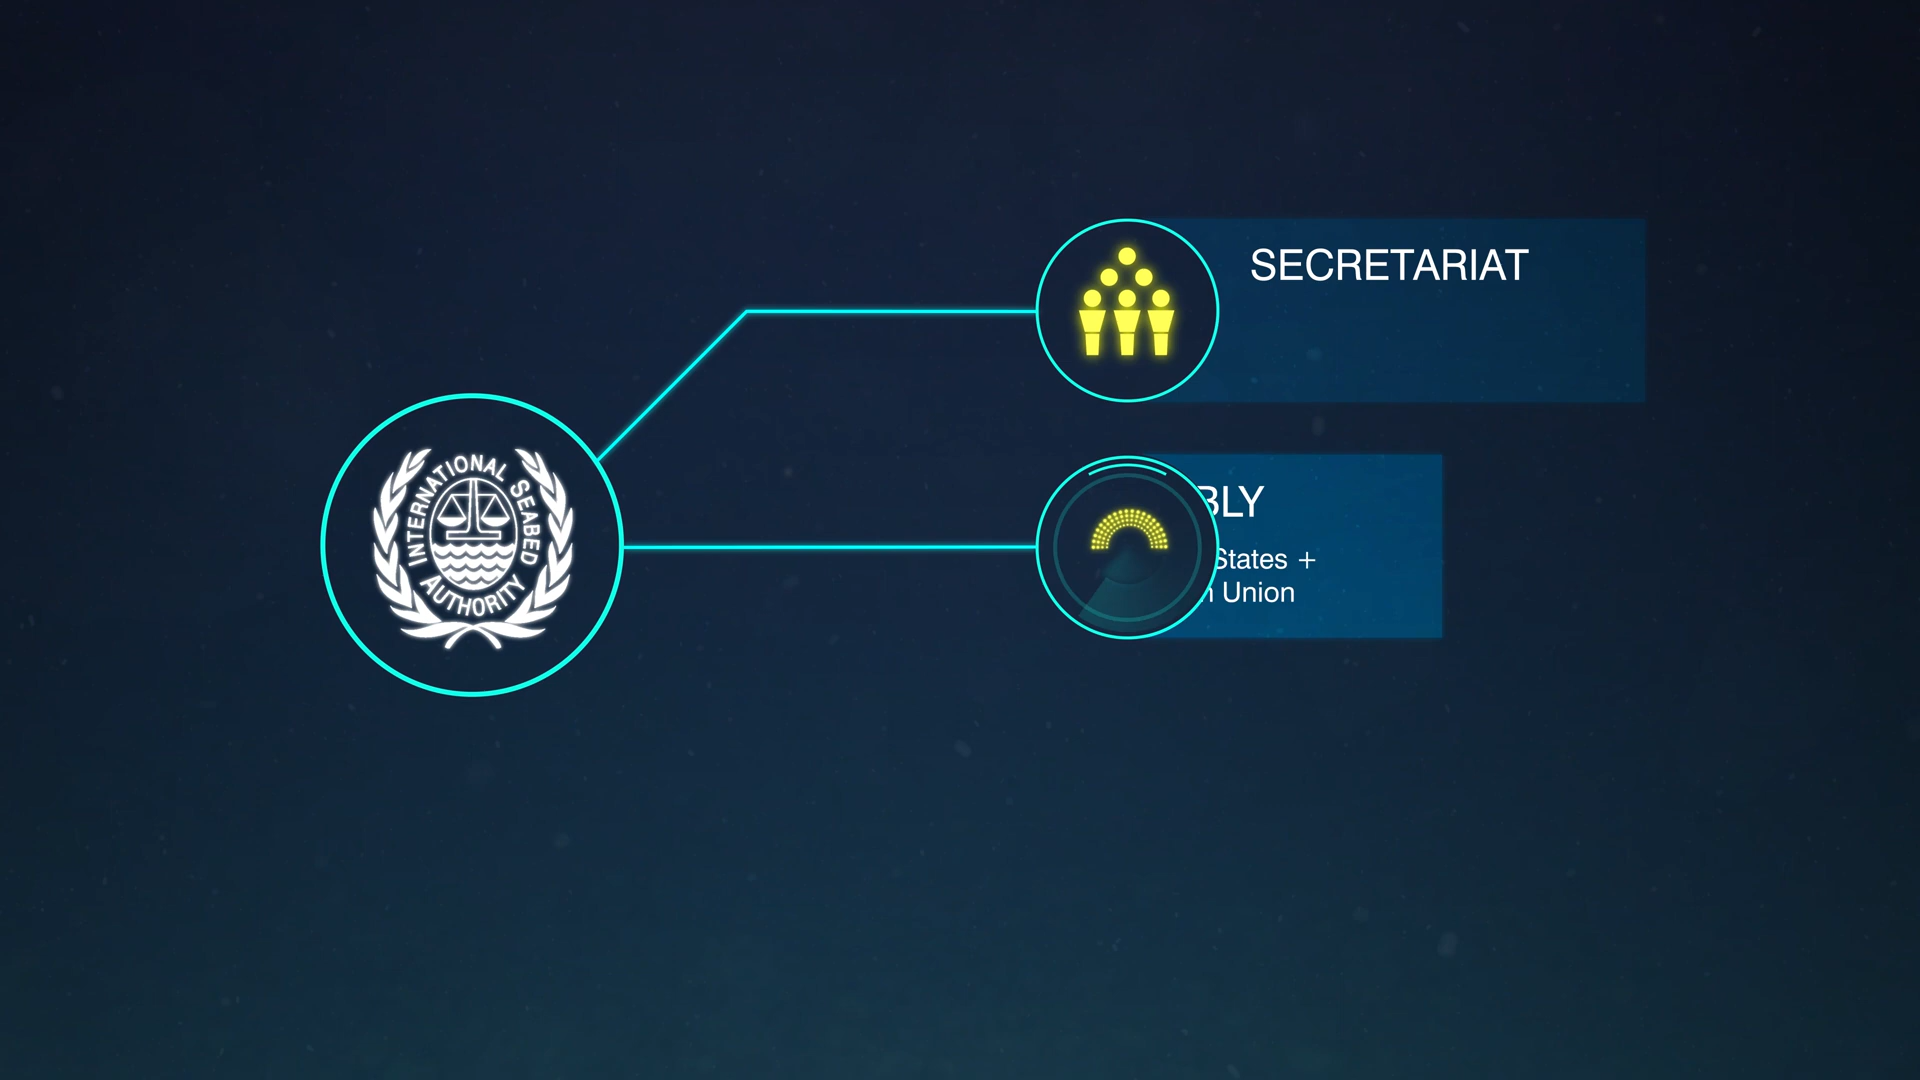 INTERNATIONAL SEABED
AUTHORITY
SECRETARIAT
BLY
States +
n Union